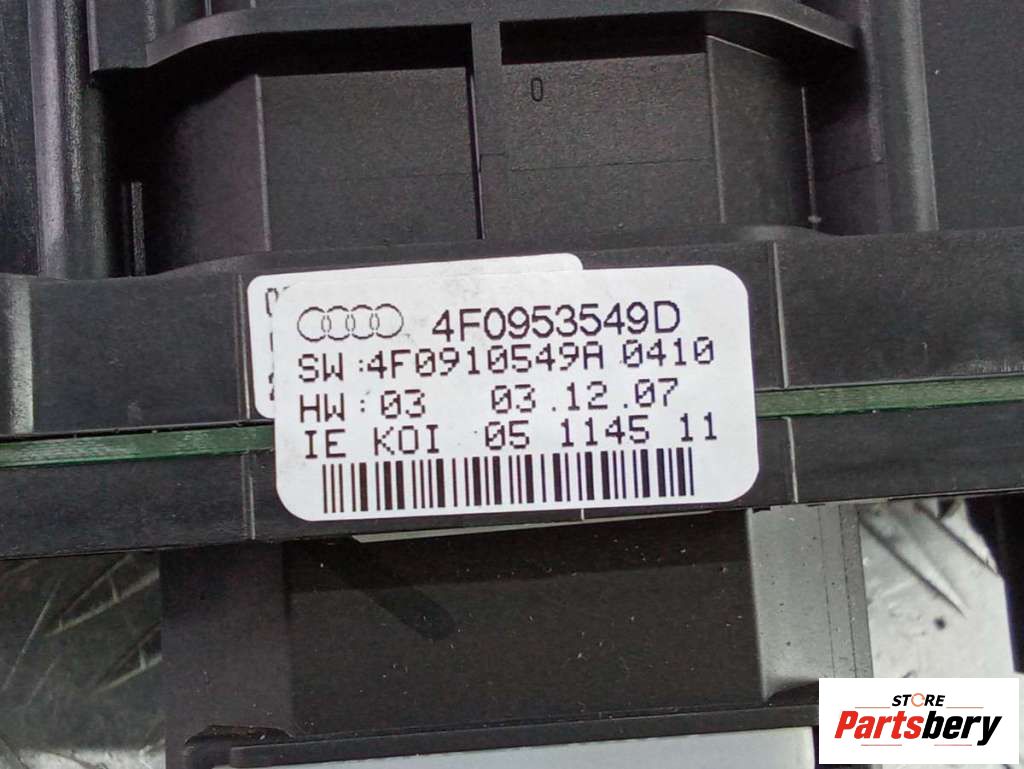 0
4F0953549D
SW:4F0910549A 0410
HW:03 03.12.07
IE KOI 05 1145 11
STORE
Partsbery